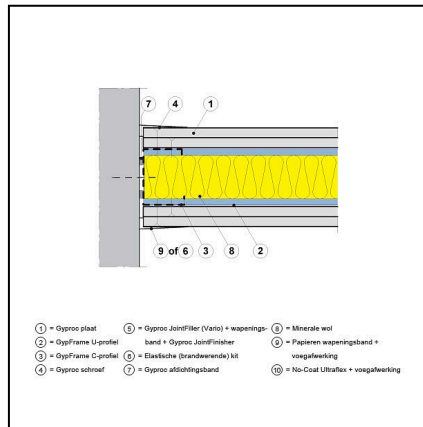 7 4 1
9 of 6 3 8 2
1 = Gyproc plaat
2 = GypFrame U-profiel
3 = GypFrame C-profiel
4 = Gyproc schroef
5 = Gyproc JointFiller (Vario) + wapenings-
band + Gyproc JointFinisher
6 = Elastische (brandwerende) kit
7 = Gyproc afdichtingsband
8 = Minerale wol
9 = Papieren wapeningsband +
voegafwerking
10 = No-Coat Ultraflex + voegafwerking